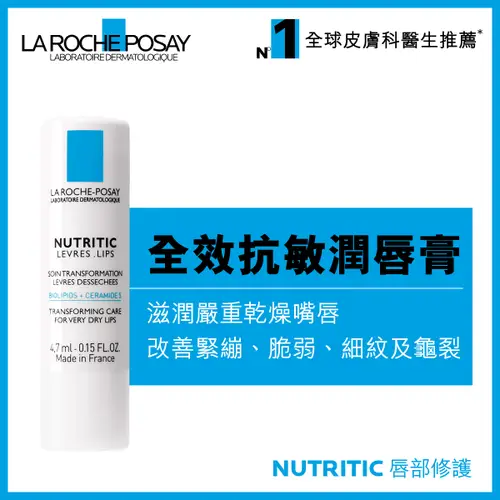 LA ROCHE-POSAY
LABORATOIRE DERMATOLOGIQUE
Nº1 全球皮膚科醫生推薦*
LA ROCHE-POSAY
LABORATOIRE DERMATOLOGIQUE
NUTRITIC
LEVRES . LIPS
SOIN TRANSFORMATION
LEVRES DESSECHEES
BIOLIPIDS + CERAMIDES
TRANSFORMING CARE
FOR VERY DRY LIPS
4,7 ml - 0.15 FL.OZ.
Made in France
全效抗敏潤唇膏
滋潤嚴重乾燥嘴唇
改善緊繃、脆弱、細紋及龜裂
NUTRITIC 唇部修護